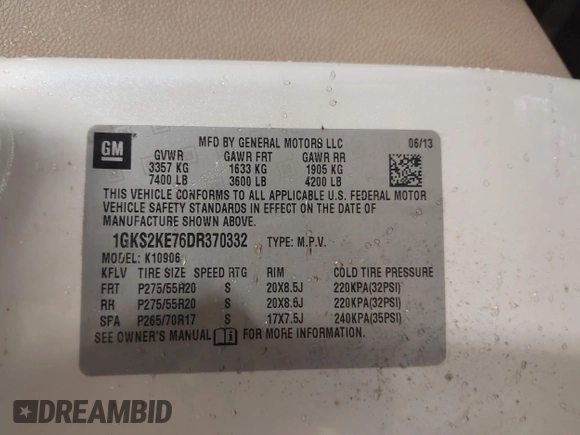 GM
MFD BY GENERAL MOTORS LLC 06/13
GVWR GAWR FRT GAWR RR
3357 KG 1633 KG 1905 KG
7400 LB 3600 LB 4200 LB
THIS VEHICLE CONFORMS TO ALL APPLICABLE U.S. FEDERAL MOTOR
VEHICLE SAFETY STANDARDS IN EFFECT ON THE DATE OF
MANUFACTURE SHOWN ABOVE.
1GKS2KE76DR370332 TYPE: M.P.V.
MODEL: K10906
KFLV TIRE SIZE SPEED RTG RIM COLD TIRE PRESSURE
FRT P275/55R20 S 20X8.5J 220KPA(32PSI)
RR P275/55R20 S 20X8.5J 220KPA(32PSI)
SFA P265/70R17 S 17X7.5J 240KPA(35PSI)
SEE OWNER'S MANUAL FOR MORE INFORMATION
DREAMBID